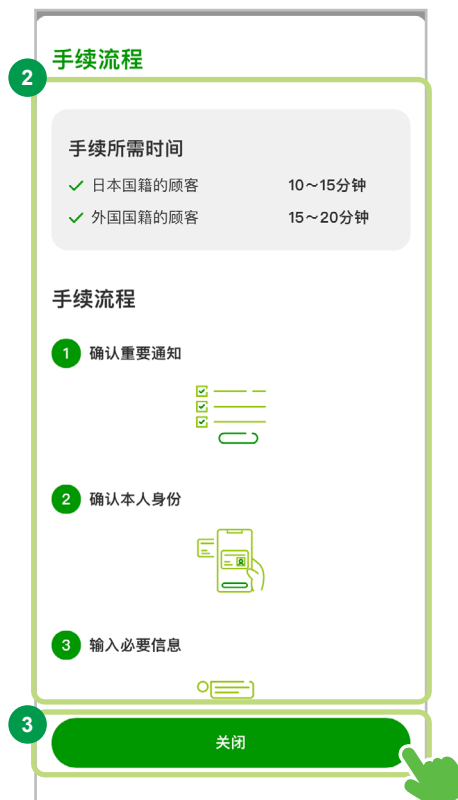 手续流程
2
手续所需时间
日本国籍的顾客 10～15分钟
外国国籍的顾客 15～20分钟
手续流程
1 确认重要通知
2 确认本人身份
3 输入必要信息
3
关闭